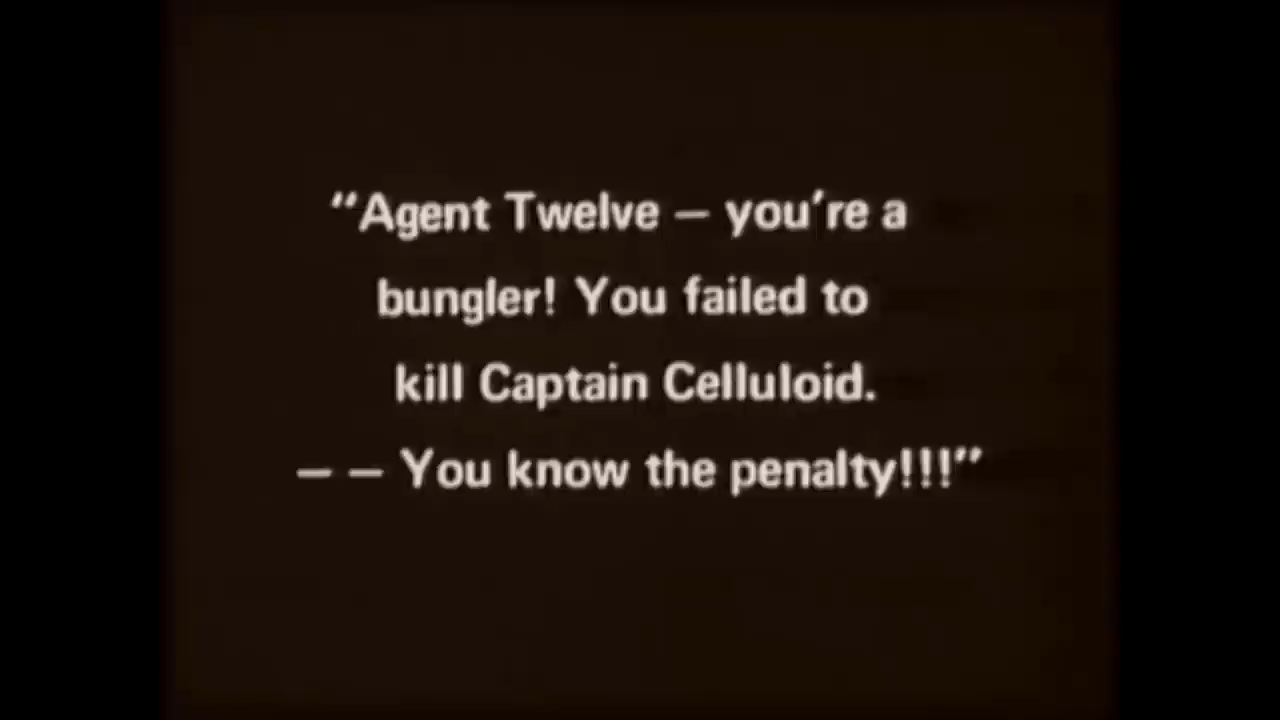 “Agent Twelve — you’re a
bungler! You failed to
kill Captain Celluloid.
— — You know the penalty!!!”